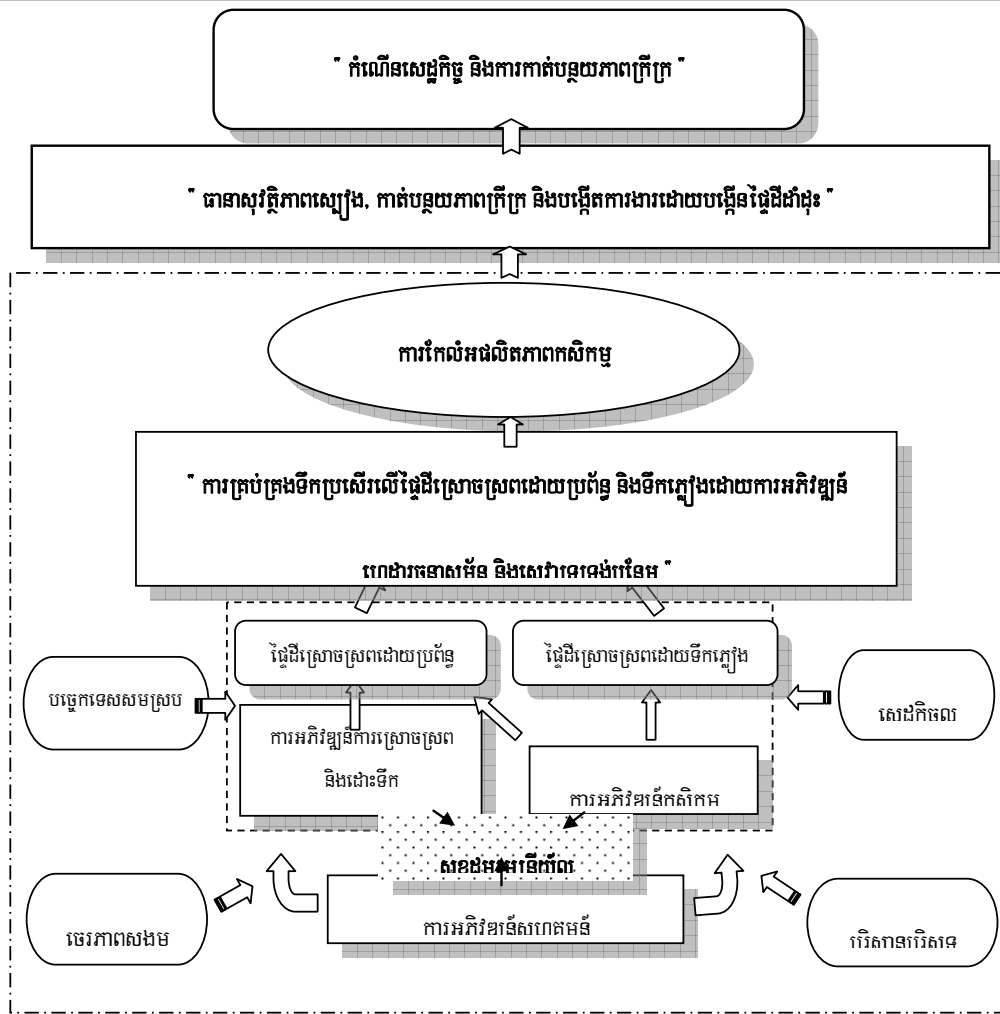 " កំណើនសេដ្ឋកិច្ច និងការកាត់បន្ថយភាពក្រីក្រ "
" ធានាសុវត្ថិភាពស្បៀង, កាត់បន្ថយភាពក្រីក្រ និងបង្កើតការងារដោយបង្កើនផ្ទៃដីដាំដុះ "
ការកែលំអផលិតភាពកសិកម្ម
" ការគ្រប់គ្រងទឹកប្រសើរលើផ្ទៃដីស្រោចស្រពដោយប្រព័ន្ធ និងទឹកភ្លៀងដោយការអភិវឌ្ឍន៍
ហេដ្ឋារចនាសម្ព័ន្ធ និងសេវាទ្រទ្រង់បន្ថែម "
ផ្ទៃដីស្រោចស្រពដោយប្រព័ន្ធ
ផ្ទៃដីស្រោចស្រពដោយទឹកភ្លៀង
បច្ចេកទេសសមស្រប
ការអភិវឌ្ឍន៍ការស្រោចស្រព
និងដោះទឹក
ការអភិវឌ្ឍន៍កសិកម្ម
ការអភិវឌ្ឍន៍សហគមន៍